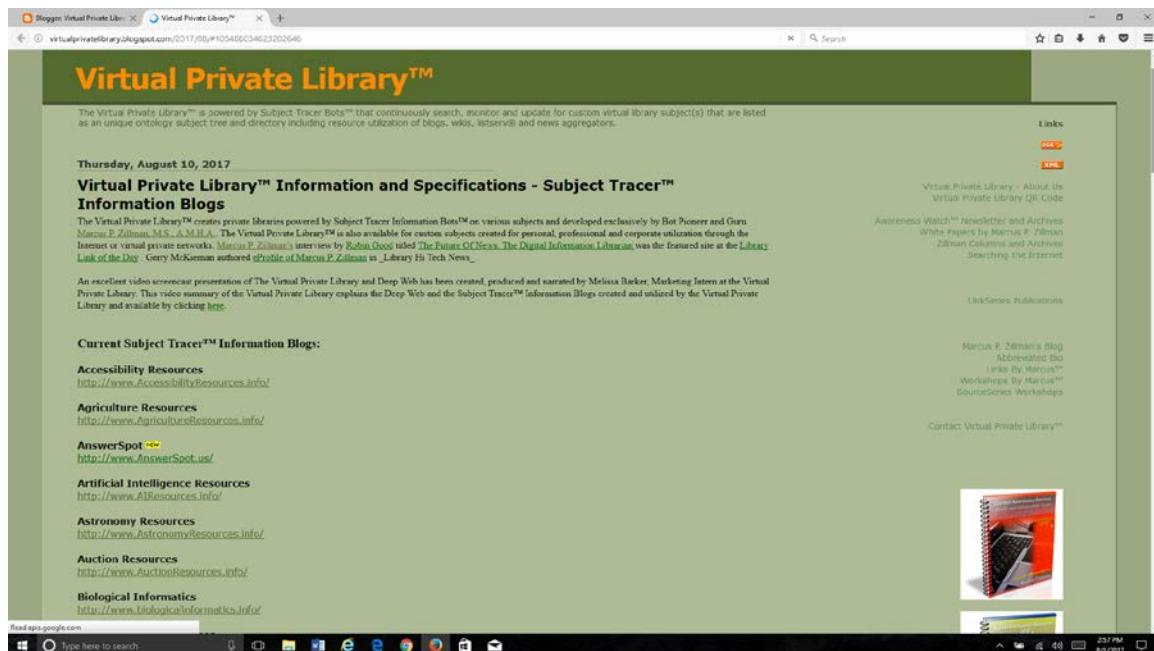 Blogger: Virtual Private Libr
Virtual Private Library™
virtualprivatelibrary.blogspot.com/2017/08/#105486034623202646
Search
Virtual Private Library™
The Virtual Private Library™ is powered by Subject Tracer Bots™ that continuously search, monitor and update for custom virtual library subject(s) that are listed
as an unique ontology subject tree and directory including resource utilization of blogs, wikis, listserv® and news aggregators.
Thursday, August 10, 2017
Virtual Private Library™ Information and Specifications - Subject Tracer™
Information Blogs
The Virtual Private Library™ creates private libraries powered by Subject Tracer Information Bots™ on various subjects and developed exclusively by Bot Pioneer and Guru
Marcus P. Zillman, M.S., A.M.H.A.. The Virtual Private Library™ is also available for custom subjects created for personal, professional and corporate utilization through the
Internet or virtual private networks. Marcus P. Zillman's interview by Robin Good titled The Future Of News: The Digital Information Librarian was the featured site at the Library
Link of the Day . Gerry McKiernan authored eProfile of Marcus P. Zillman in _Library Hi Tech News_ .
An excellent video screencast presentation of The Virtual Private Library and Deep Web has been created, produced and narrated by Melissa Barker, Marketing Intern at the Virtual
Private Library. This video summary of the Virtual Private Library explains the Deep Web and the Subject Tracer™ Information Blogs created and utilized by the Virtual Private
Library and available by clicking here.
Current Subject Tracer™ Information Blogs:
Accessibility Resources
http://www.AccessibilityResources.info/
Agriculture Resources
http://www.AgricultureResources.info/
AnswerSpot NEW
http://www.AnswerSpot.us/
Artificial Intelligence Resources
http://www.AIResources.info/
Astronomy Resources
http://www.AstronomyResources.info/
Auction Resources
http://www.AuctionResources.info/
Biological Informatics
http://www.biologicalinformatics.info/
Links
XML
Virtual Private Library - About Us
Virtual Private Library QR Code
Awareness Watch™ Newsletter and Archives
White Papers by Marcus P. Zillman
Zillman Columns and Archives
Searching the Internet
LinkSeries Publications
Marcus P. Zillman's Blog
Abbrevated Bio
Links By Marcus™
Workshops By Marcus™
SourceSeries Workshops
Contact Virtual Private Library™
Read apis.google.com
Type here to search
2:57 PM